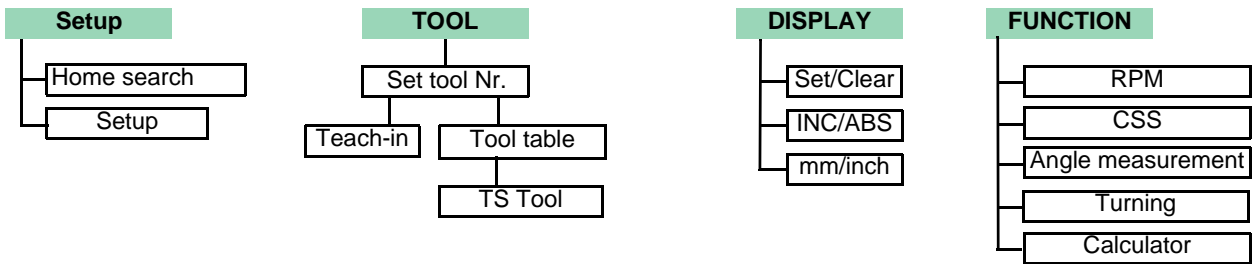 Setup
Home search
Setup
TOOL
Set tool Nr.
Teach-in
Tool table
TS Tool
DISPLAY
Set/Clear
INC/ABS
mm/inch
FUNCTION
RPM
CSS
Angle measurement
Turning
Calculator